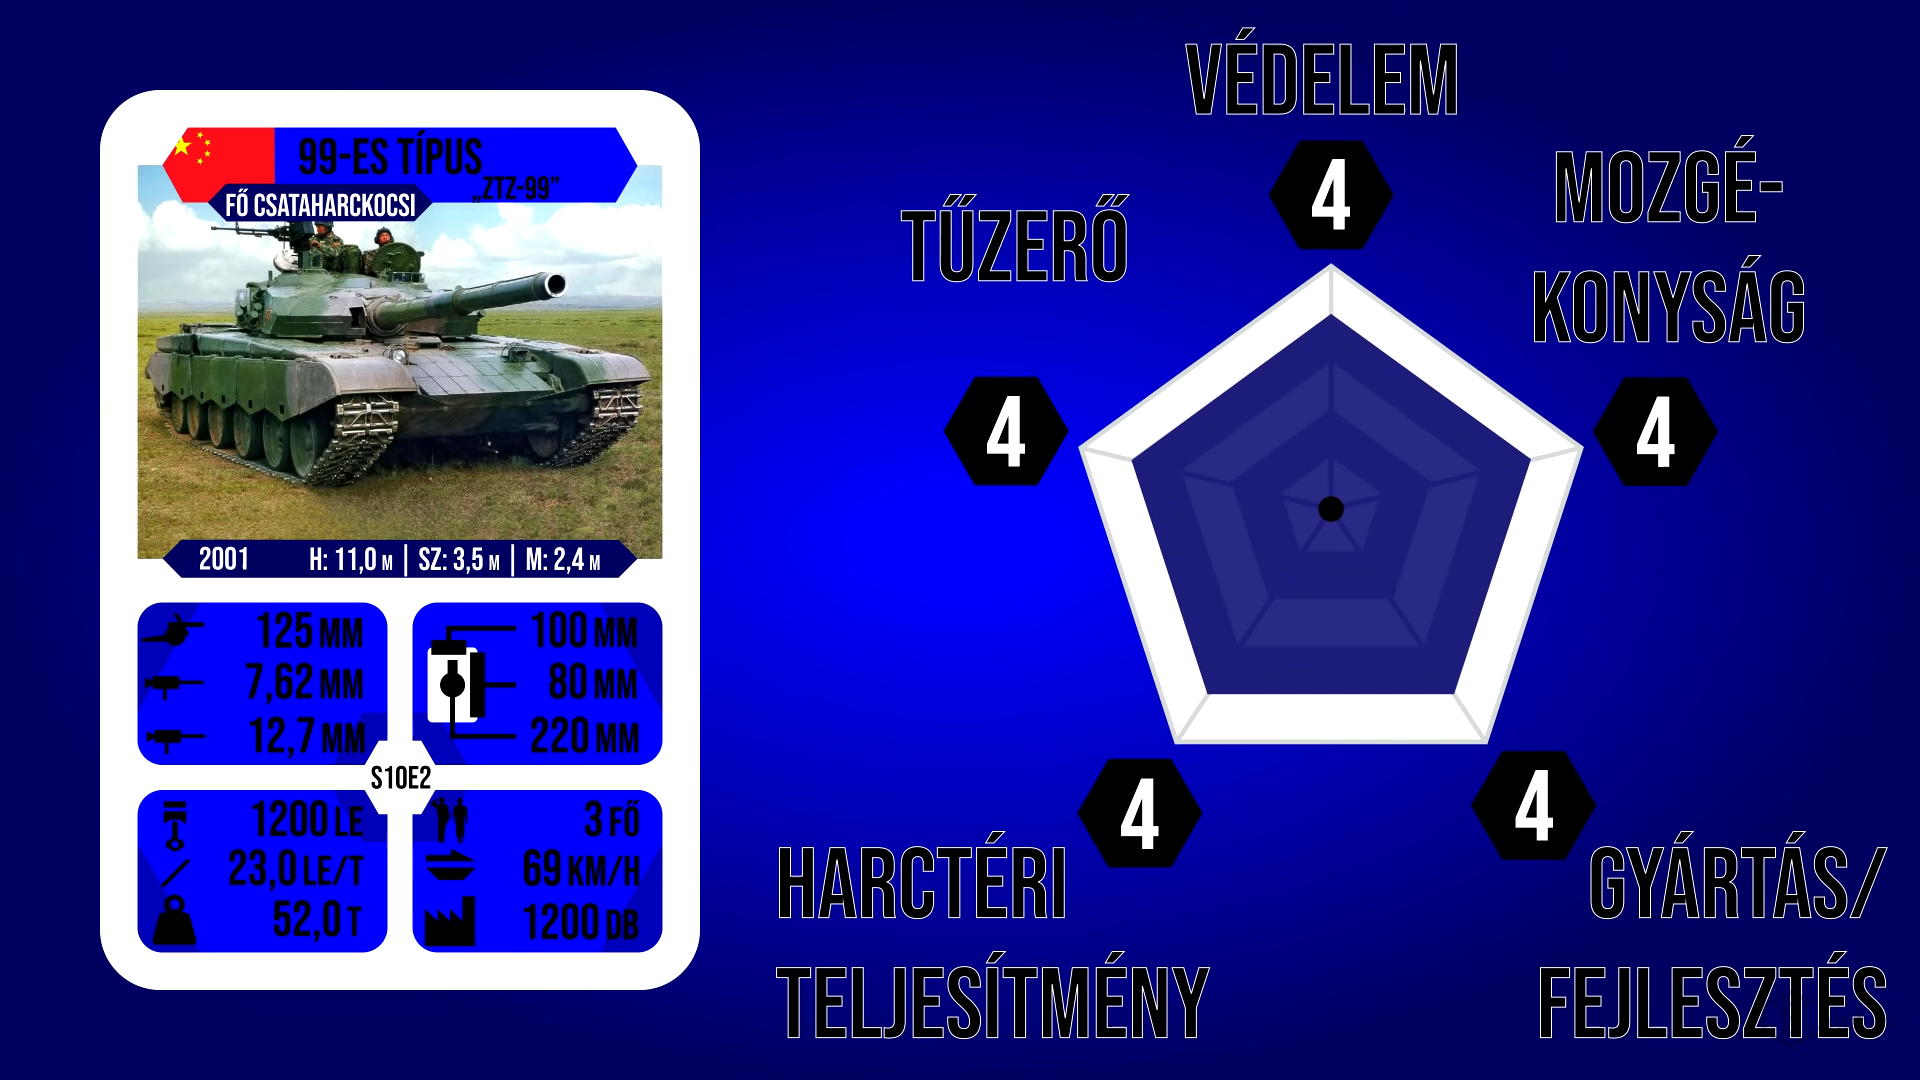 99-ES TÍPUS
„ZTZ-99”
FŐ CSATAHARCKOCSI
2001 H: 11,0 M | SZ: 3,5 M | M: 2,4 M
125 MM
7,62 MM
12,7 MM
100 MM
80 MM
220 MM
S10E2
1200 LE
23,0 LE/T
52,0 T
3 FŐ
69 KM/H
1200 DB
VÉDELEM
4
MOZGÉ-
KONYSÁG
4
TŰZERŐ
4
HARCTÉRI
TELJESÍTMÉNY
4
GYÁRTÁS/
FEJLESZTÉS
4